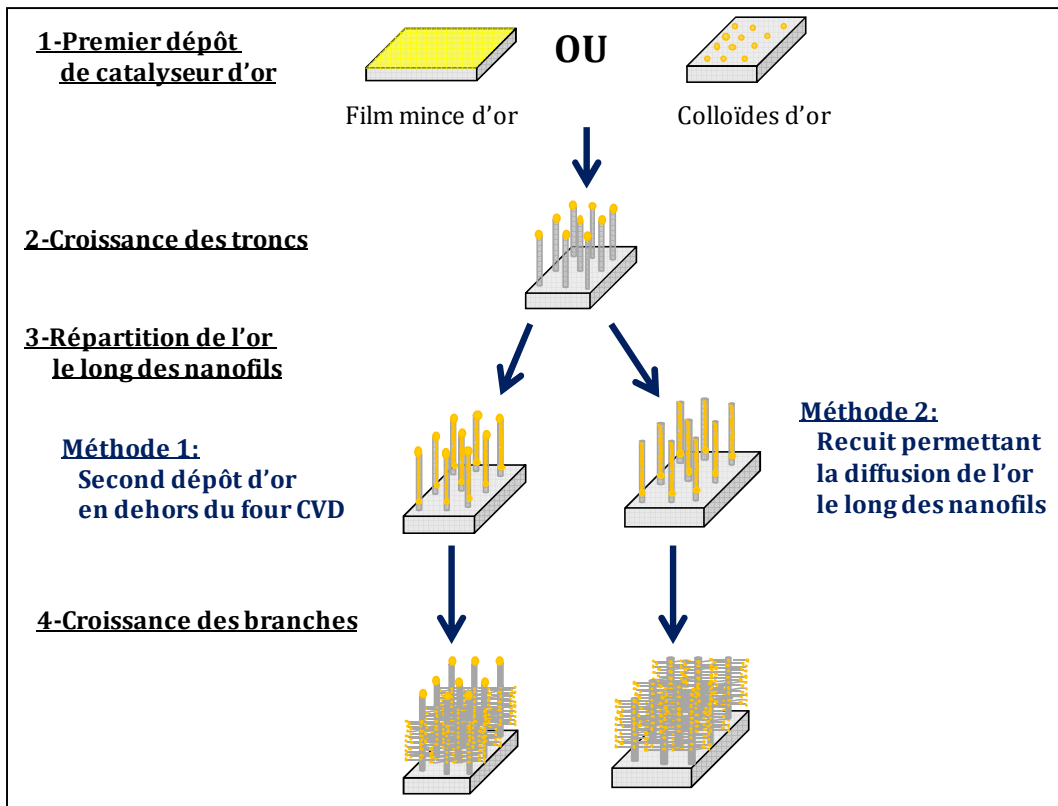 1-Premier dépôt
de catalyseur d'or
OU
Film mince d'or
Colloïdes d'or
2-Croissance des troncs
3-Répartition de l'or
le long des nanofils
Méthode 1:
Second dépôt d'or
en dehors du four CVD
Méthode 2:
Recuit permettant
la diffusion de l'or
le long des nanofils
4-Croissance des branches